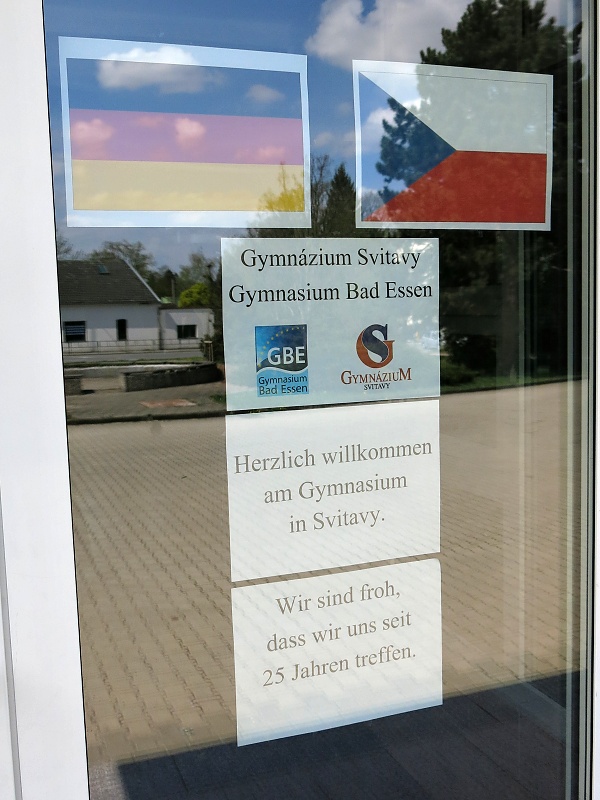 Gymnázium Svitavy
Gymnasium Bad Essen
GBE
Gymnasium
Bad Essen
GYMNÁZIUM
SVITAVY
Herzlich willkommen
am Gymnasium
in Svitavy.
Wir sind froh,
dass wir uns seit
25 Jahren treffen.